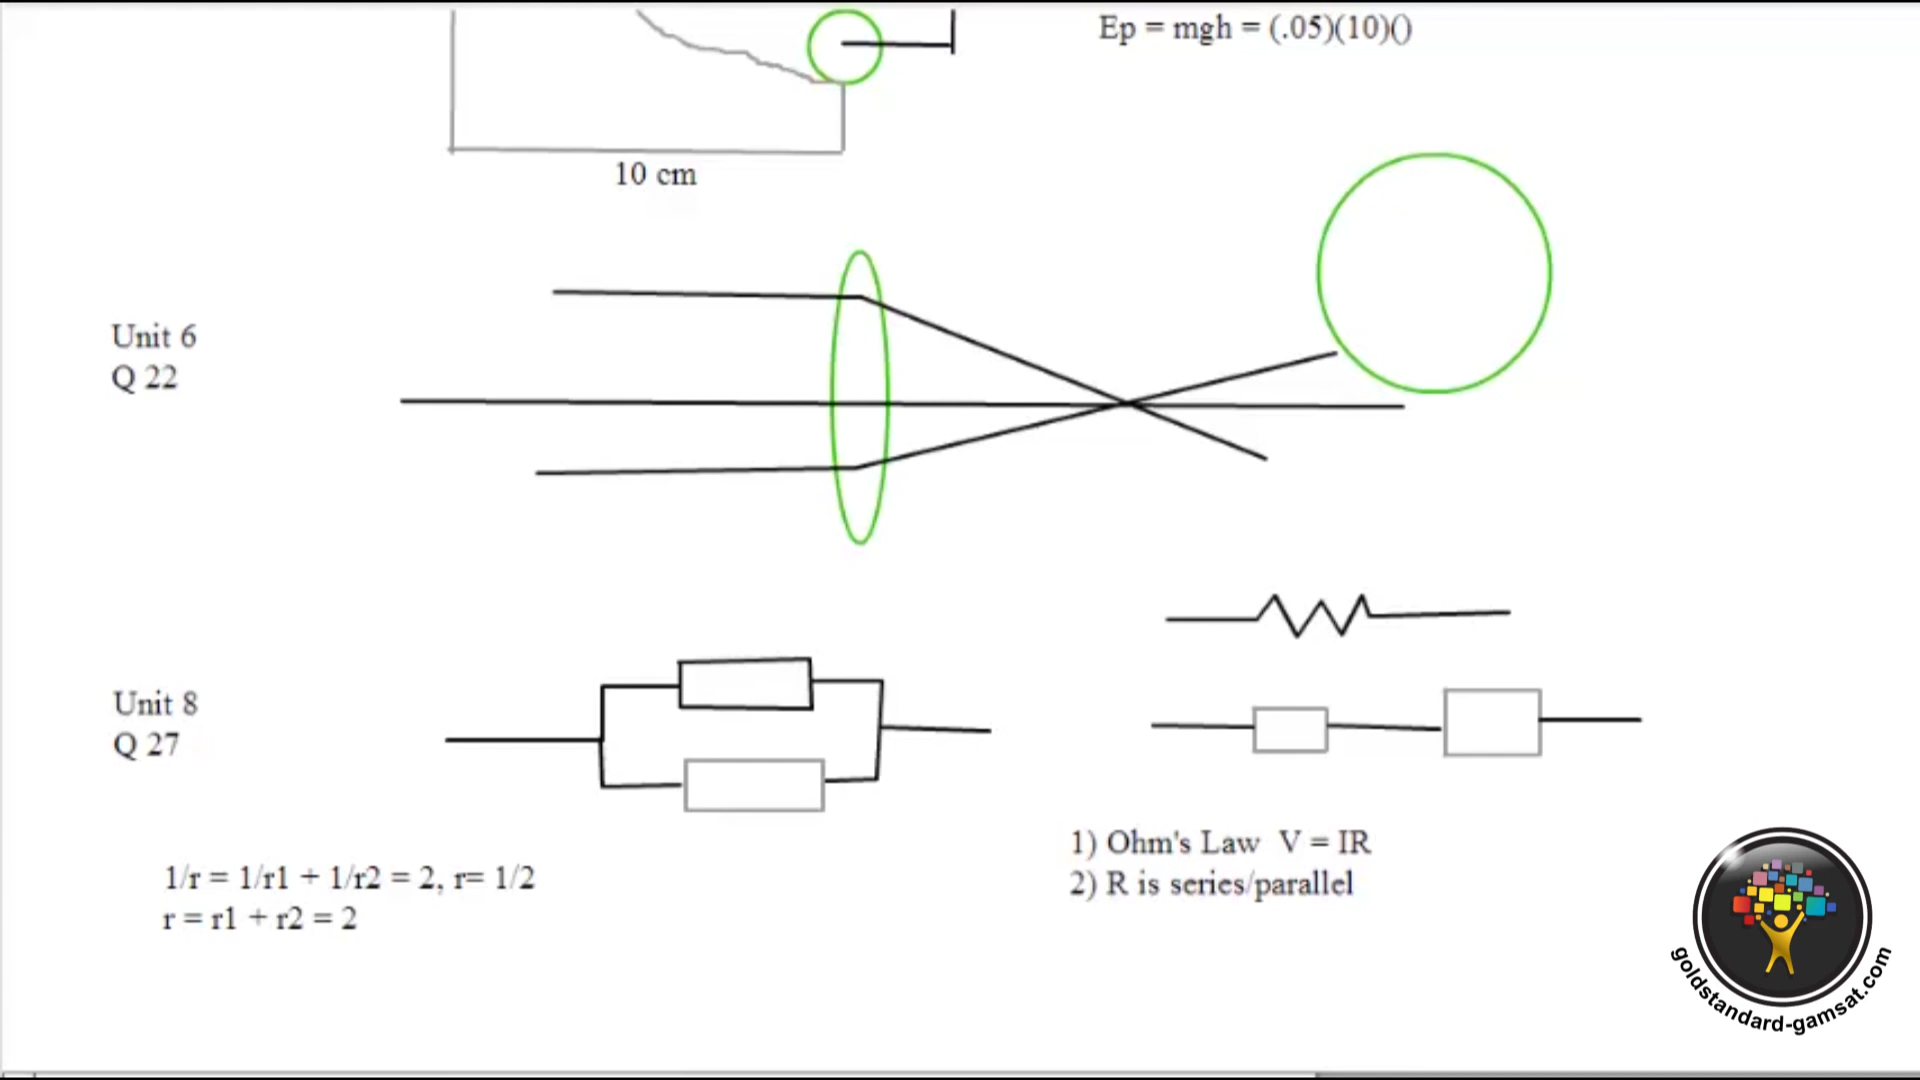 Ep = mgh = (.05)(10)()
10 cm
Unit 6
Q 22
Unit 8
Q 27
1/r = 1/r1 + 1/r2 = 2, r= 1/2
r = r1 + r2 = 2
1) Ohm's Law V = IR
2) R is series/parallel
goldstandard-gamsat.com